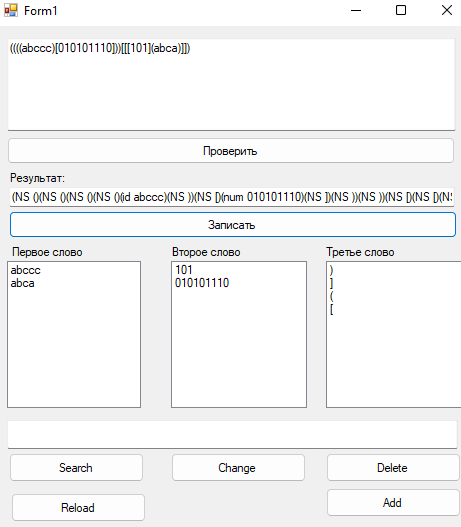 Form1
((((abccc)[010101110]))[[[101](abca)]])
Проверить
Результат:
(NS ()(NS ()(NS ()(NS ()(id abccc)(NS ))(NS [)(num 010101110)(NS ])(NS ))(NS ))(NS [)(NS [)(NS
Записать
Первое слово Второе слово Третье слово
abccc 101 )
abca 010101110 ]
(
[
Search Change Delete
Reload Add